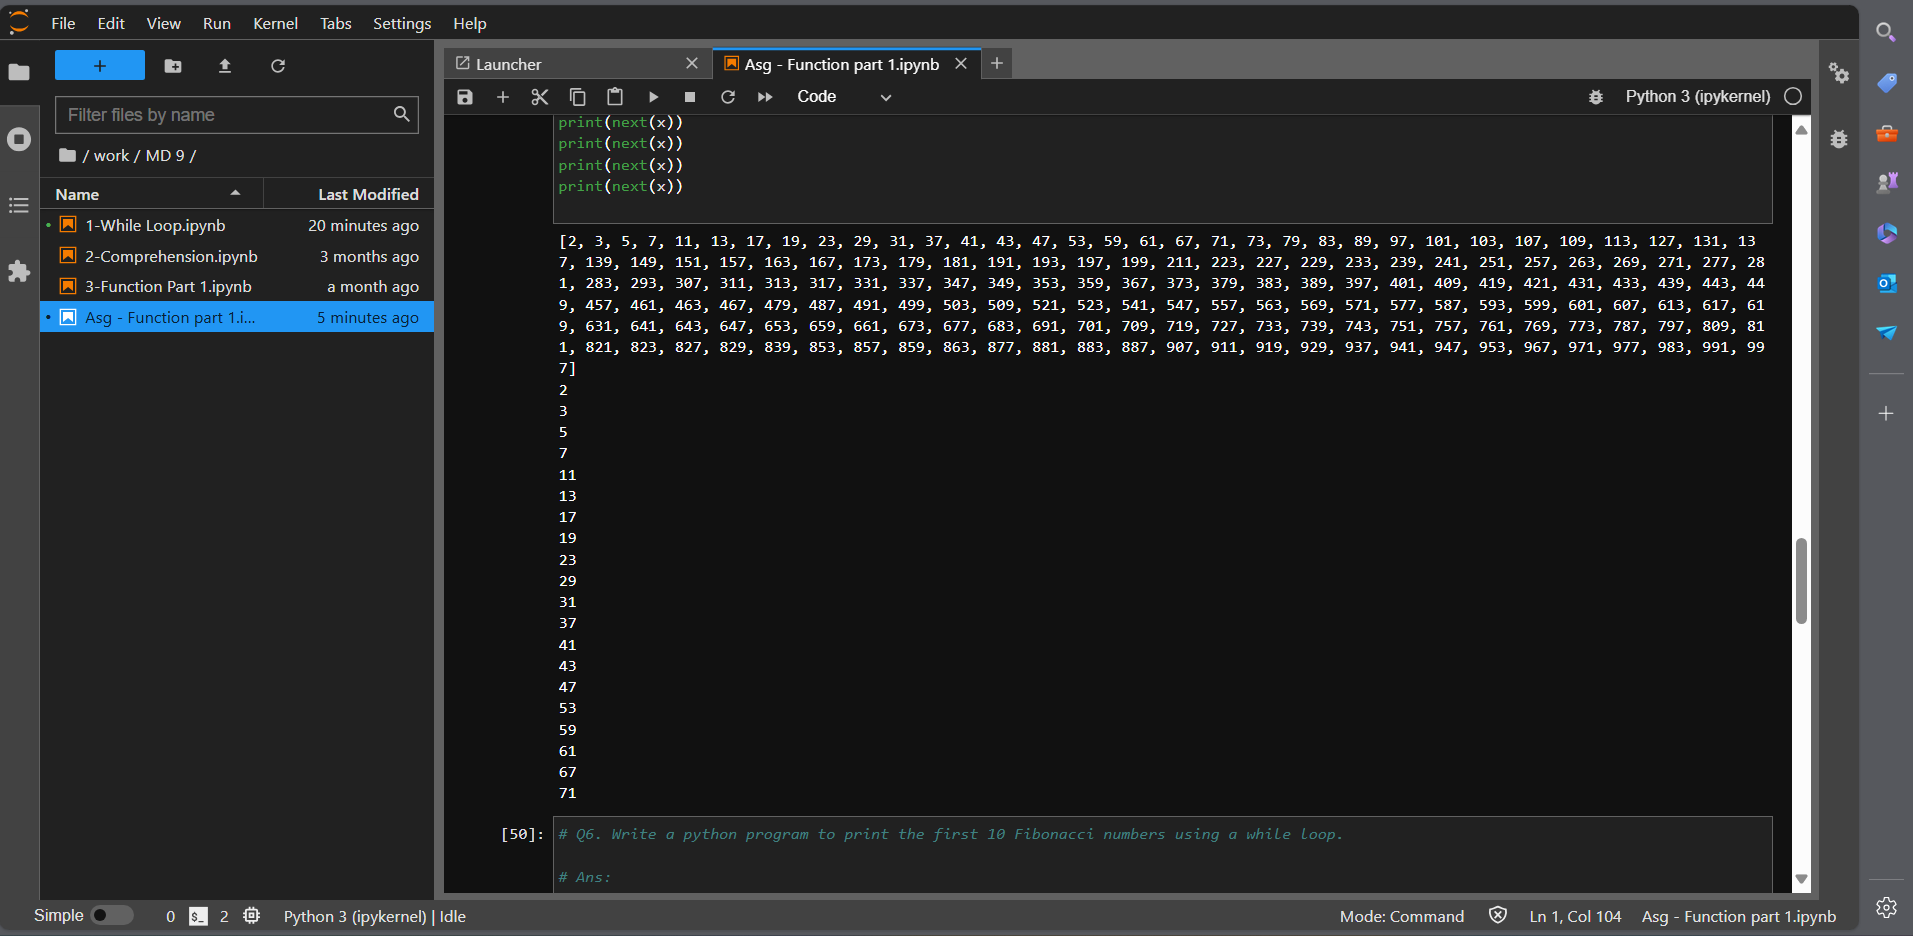 File Edit View Run Kernel Tabs Settings Help
Filter files by name
/ work / MD 9 /
Name Last Modified
1-While Loop.ipynb 20 minutes ago
2-Comprehension.ipynb 3 months ago
3-Function Part 1.ipynb a month ago
Asg - Function part 1.i... 5 minutes ago
Launcher
Asg - Function part 1.ipynb
Code
Python 3 (ipykernel)
print(next(x))
print(next(x))
print(next(x))
print(next(x))
[2, 3, 5, 7, 11, 13, 17, 19, 23, 29, 31, 37, 41, 43, 47, 53, 59, 61, 67, 71, 73, 79, 83, 89, 97, 101, 103, 107, 109, 113, 127, 131, 13
7, 139, 149, 151, 157, 163, 167, 173, 179, 181, 191, 193, 197, 199, 211, 223, 227, 229, 233, 239, 241, 251, 257, 263, 269, 271, 277, 28
1, 283, 293, 307, 311, 313, 317, 331, 337, 347, 349, 353, 359, 367, 373, 379, 383, 389, 397, 401, 409, 419, 421, 431, 433, 439, 443, 44
9, 457, 461, 463, 467, 479, 487, 491, 499, 503, 509, 521, 523, 541, 547, 557, 563, 569, 571, 577, 587, 593, 599, 601, 607, 613, 617, 61
9, 631, 641, 643, 647, 653, 659, 661, 673, 677, 683, 691, 701, 709, 719, 727, 733, 739, 743, 751, 757, 761, 769, 773, 787, 797, 809, 81
1, 821, 823, 827, 829, 839, 853, 857, 859, 863, 877, 881, 883, 887, 907, 911, 919, 929, 937, 941, 947, 953, 967, 971, 977, 983, 991, 99
7]
2
3
5
7
11
13
17
19
23
29
31
37
41
43
47
53
59
61
67
71
[50]: # Q6. Write a python program to print the first 10 Fibonacci numbers using a while loop.
# Ans:
Simple 0 $_ 2 Python 3 (ipykernel) | Idle
Mode: Command Ln 1, Col 104 Asg - Function part 1.ipynb